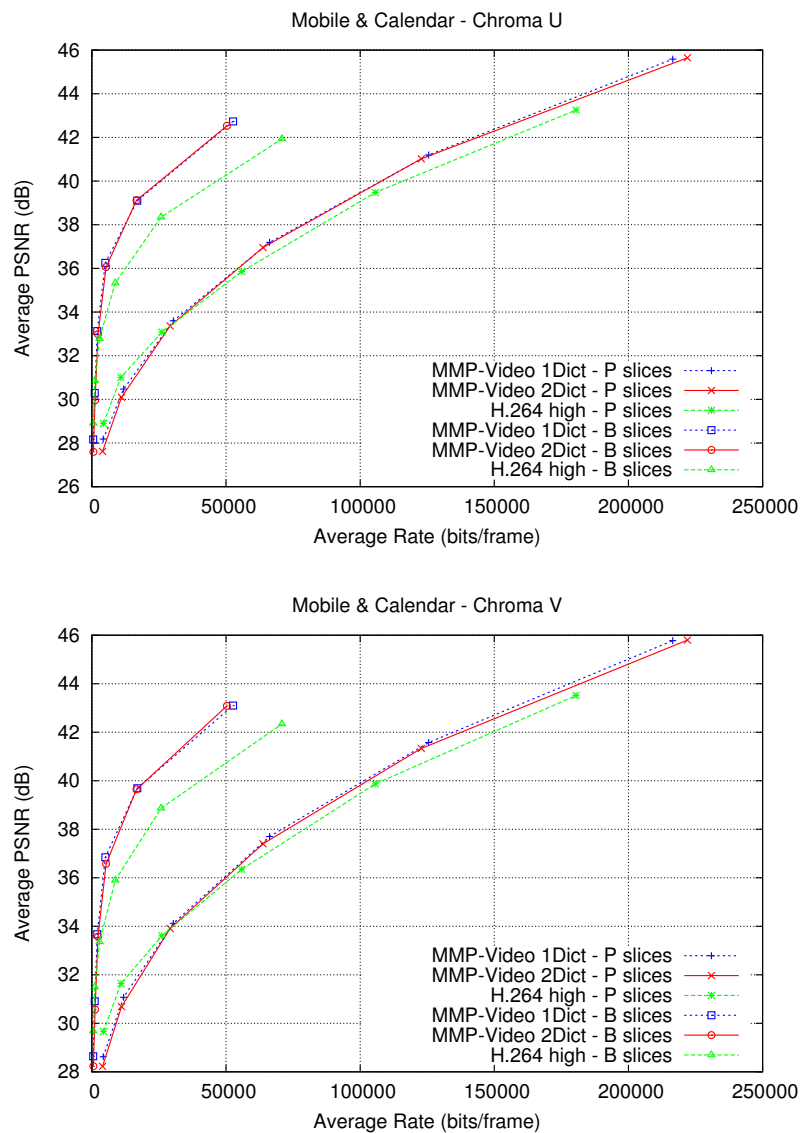 Mobile & Calendar - Chroma U
46
44
42
40
38
36
34
32
30
28
26
Average PSNR (dB)
MMP-Video 1Dict - P slices
MMP-Video 2Dict - P slices
H.264 high - P slices
MMP-Video 1Dict - B slices
MMP-Video 2Dict - B slices
H.264 high - B slices
0 50000 100000 150000 200000 250000
Average Rate (bits/frame)
Mobile & Calendar - Chroma V
46
44
42
40
38
36
34
32
30
28
Average PSNR (dB)
MMP-Video 1Dict - P slices
MMP-Video 2Dict - P slices
H.264 high - P slices
MMP-Video 1Dict - B slices
MMP-Video 2Dict - B slices
H.264 high - B slices
0 50000 100000 150000 200000 250000
Average Rate (bits/frame)